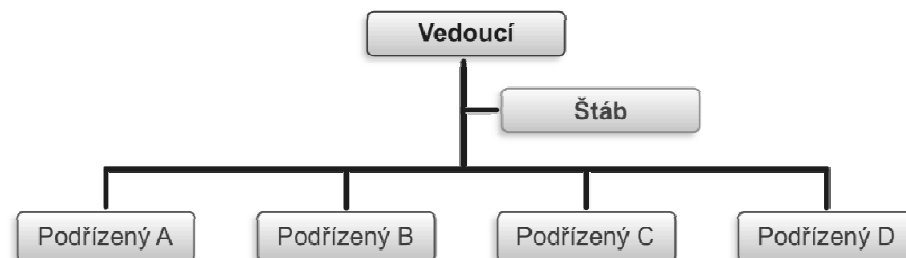 Vedoucí
Štáb
Podřízený A
Podřízený B
Podřízený C
Podřízený D